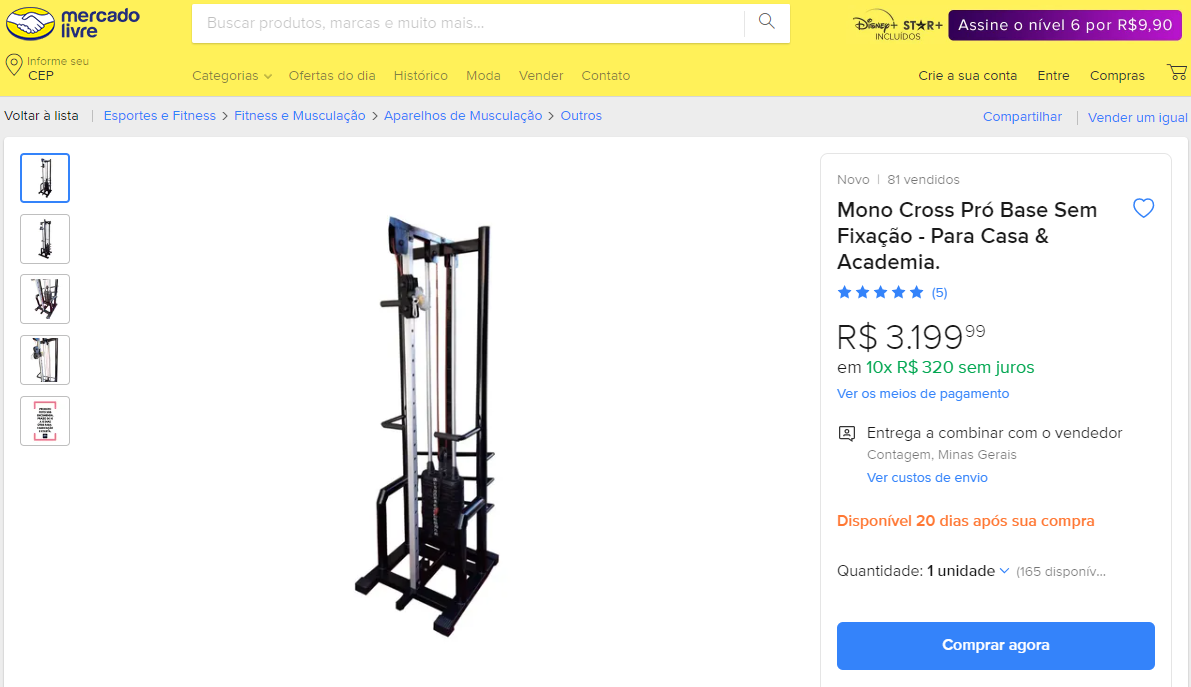 mercado
livre
Buscar produtos, marcas e muito mais...
Disney+ STAR+
INCLUÍDOS
Assine o nível 6 por R$9,90
Informe seu
CEP
Categorias
Ofertas do dia
Histórico
Moda
Vender
Contato
Crie a sua conta
Entre
Compras
Voltar à lista | Esportes e Fitness > Fitness e Musculação > Aparelhos de Musculação > Outros
Compartilhar | Vender um igual
Novo | 81 vendidos
Mono Cross Pró Base Sem
Fixação - Para Casa &
Academia.
(5)
R$ 3.199 99
em 10x R$ 320 sem juros
Ver os meios de pagamento
Entrega a combinar com o vendedor
Contagem, Minas Gerais
Ver custos de envio
Disponível 20 dias após sua compra
Quantidade: 1 unidade (165 disponív...
Comprar agora